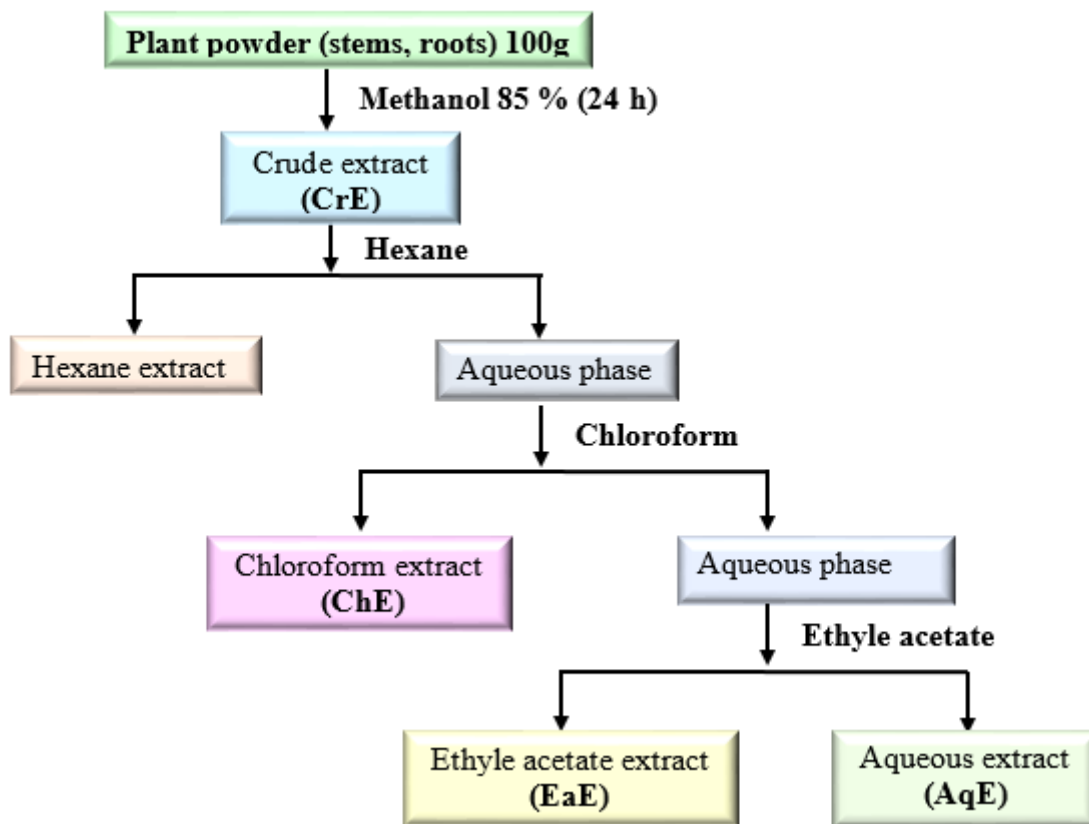 Plant powder (stems, roots) 100g
Methanol 85 % (24 h)
Crude extract
(CrE)
Hexane
Hexane extract
Aqueous phase
Chloroform
Chloroform extract
(ChE)
Aqueous phase
Ethyle acetate
Ethyle acetate extract
(EaE)
Aqueous extract
(AqE)